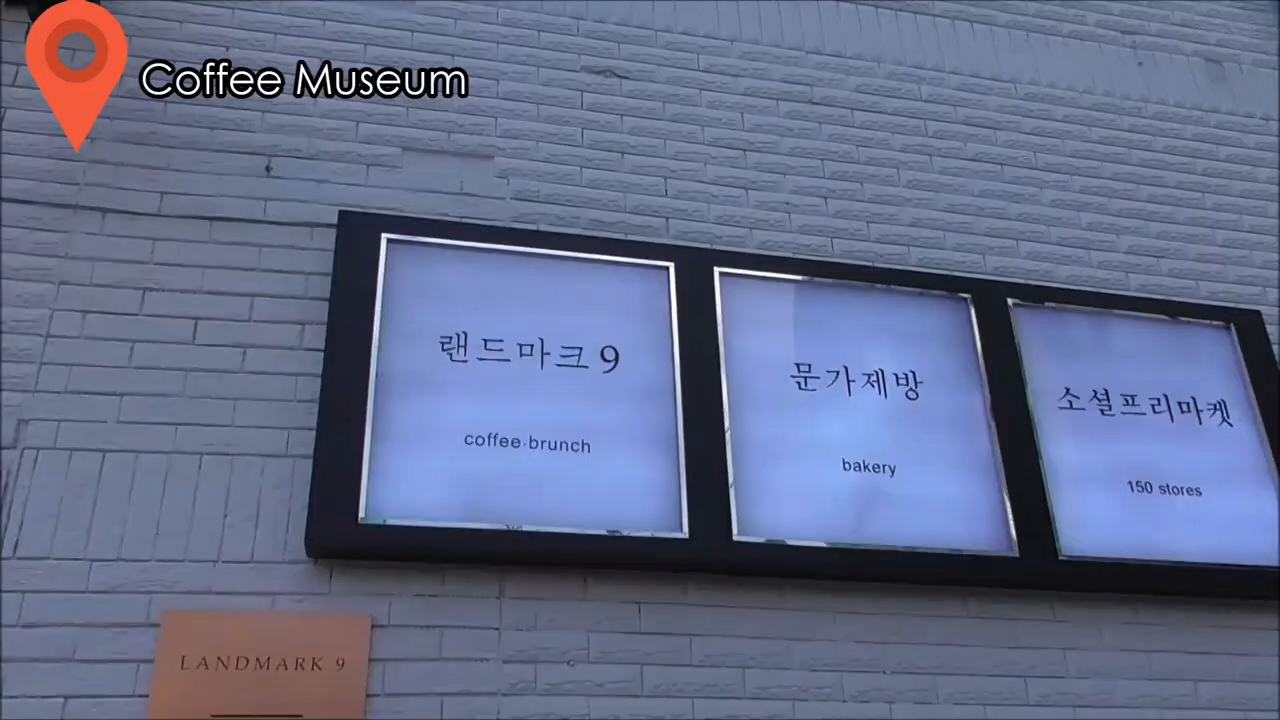 Coffee Museum
랜드마크 9
coffee·brunch
문가제방
bakery
소셜프리마켓
150 stores
LANDMARK 9